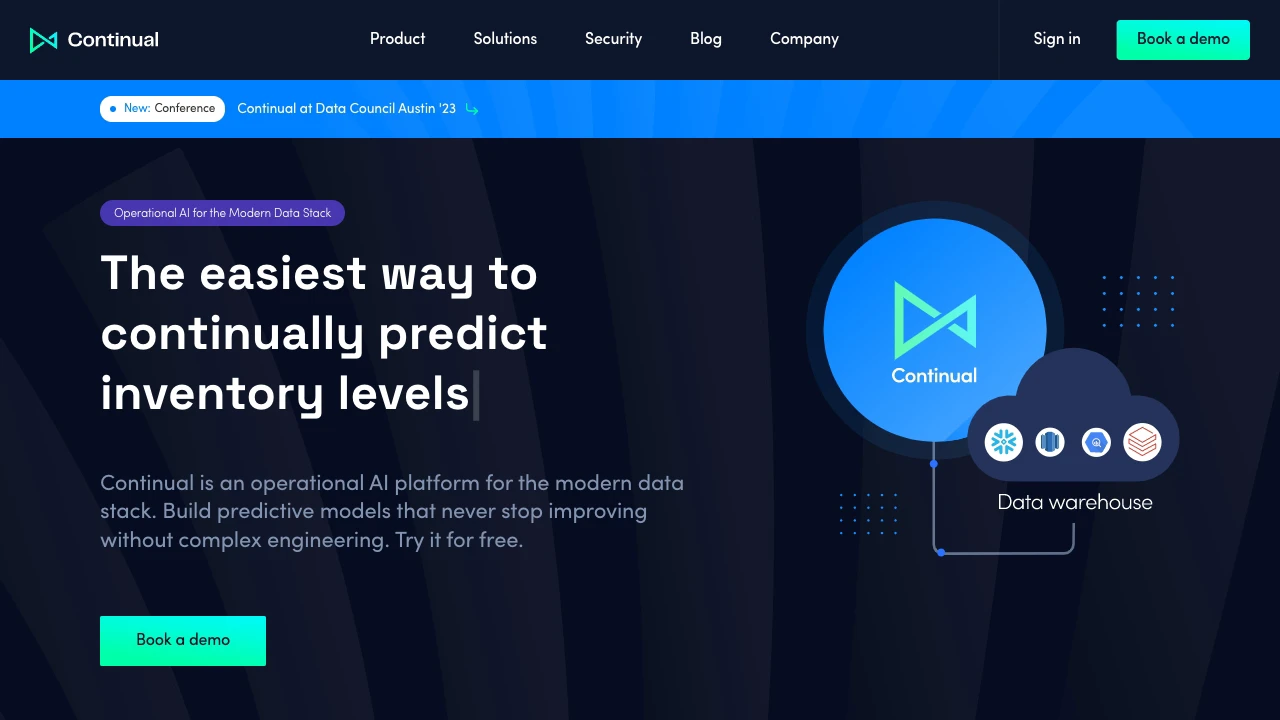 Continual
Product
Solutions
Security
Blog
Company
Sign in
Book a demo
New: Conference
Continual at Data Council Austin '23
Operational AI for the Modern Data Stack
The easiest way to
continually predict
inventory levels
Continual is an operational AI platform for the modern data
stack. Build predictive models that never stop improving
without complex engineering. Try it for free.
Book a demo
Continual
Data warehouse